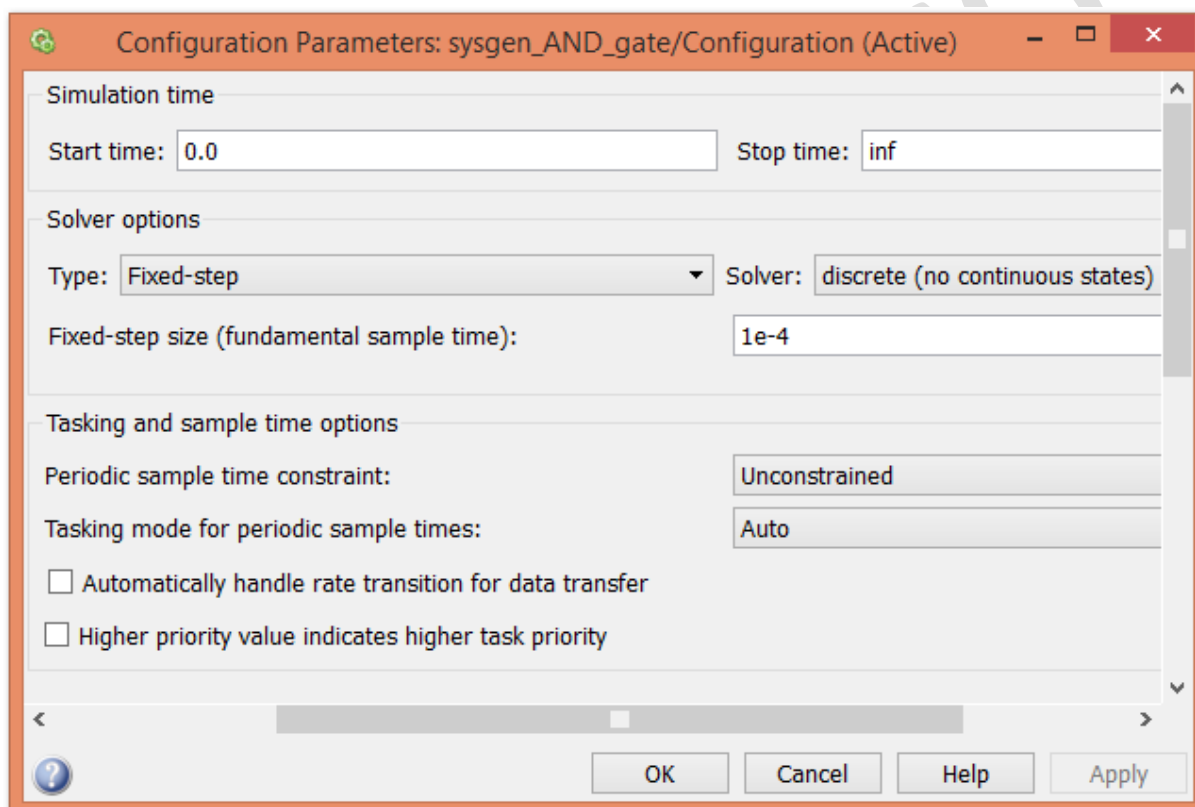 Configuration Parameters: sysgen_AND_gate/Configuration (Active)
Simulation time
Start time: 0.0 Stop time: inf
Solver options
Type: Fixed-step Solver: discrete (no continuous states)
Fixed-step size (fundamental sample time): 1e-4
Tasking and sample time options
Periodic sample time constraint: Unconstrained
Tasking mode for periodic sample times: Auto
Automatically handle rate transition for data transfer
Higher priority value indicates higher task priority
OK Cancel Help Apply